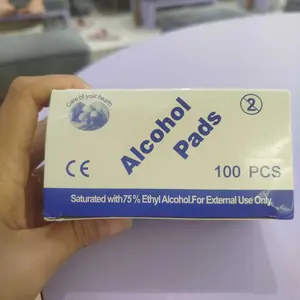 Care of your health
2
Alcohol
Pads
CE
100 PCS
Saturated with 75% Ethyl Alcohol.For External Use Only.